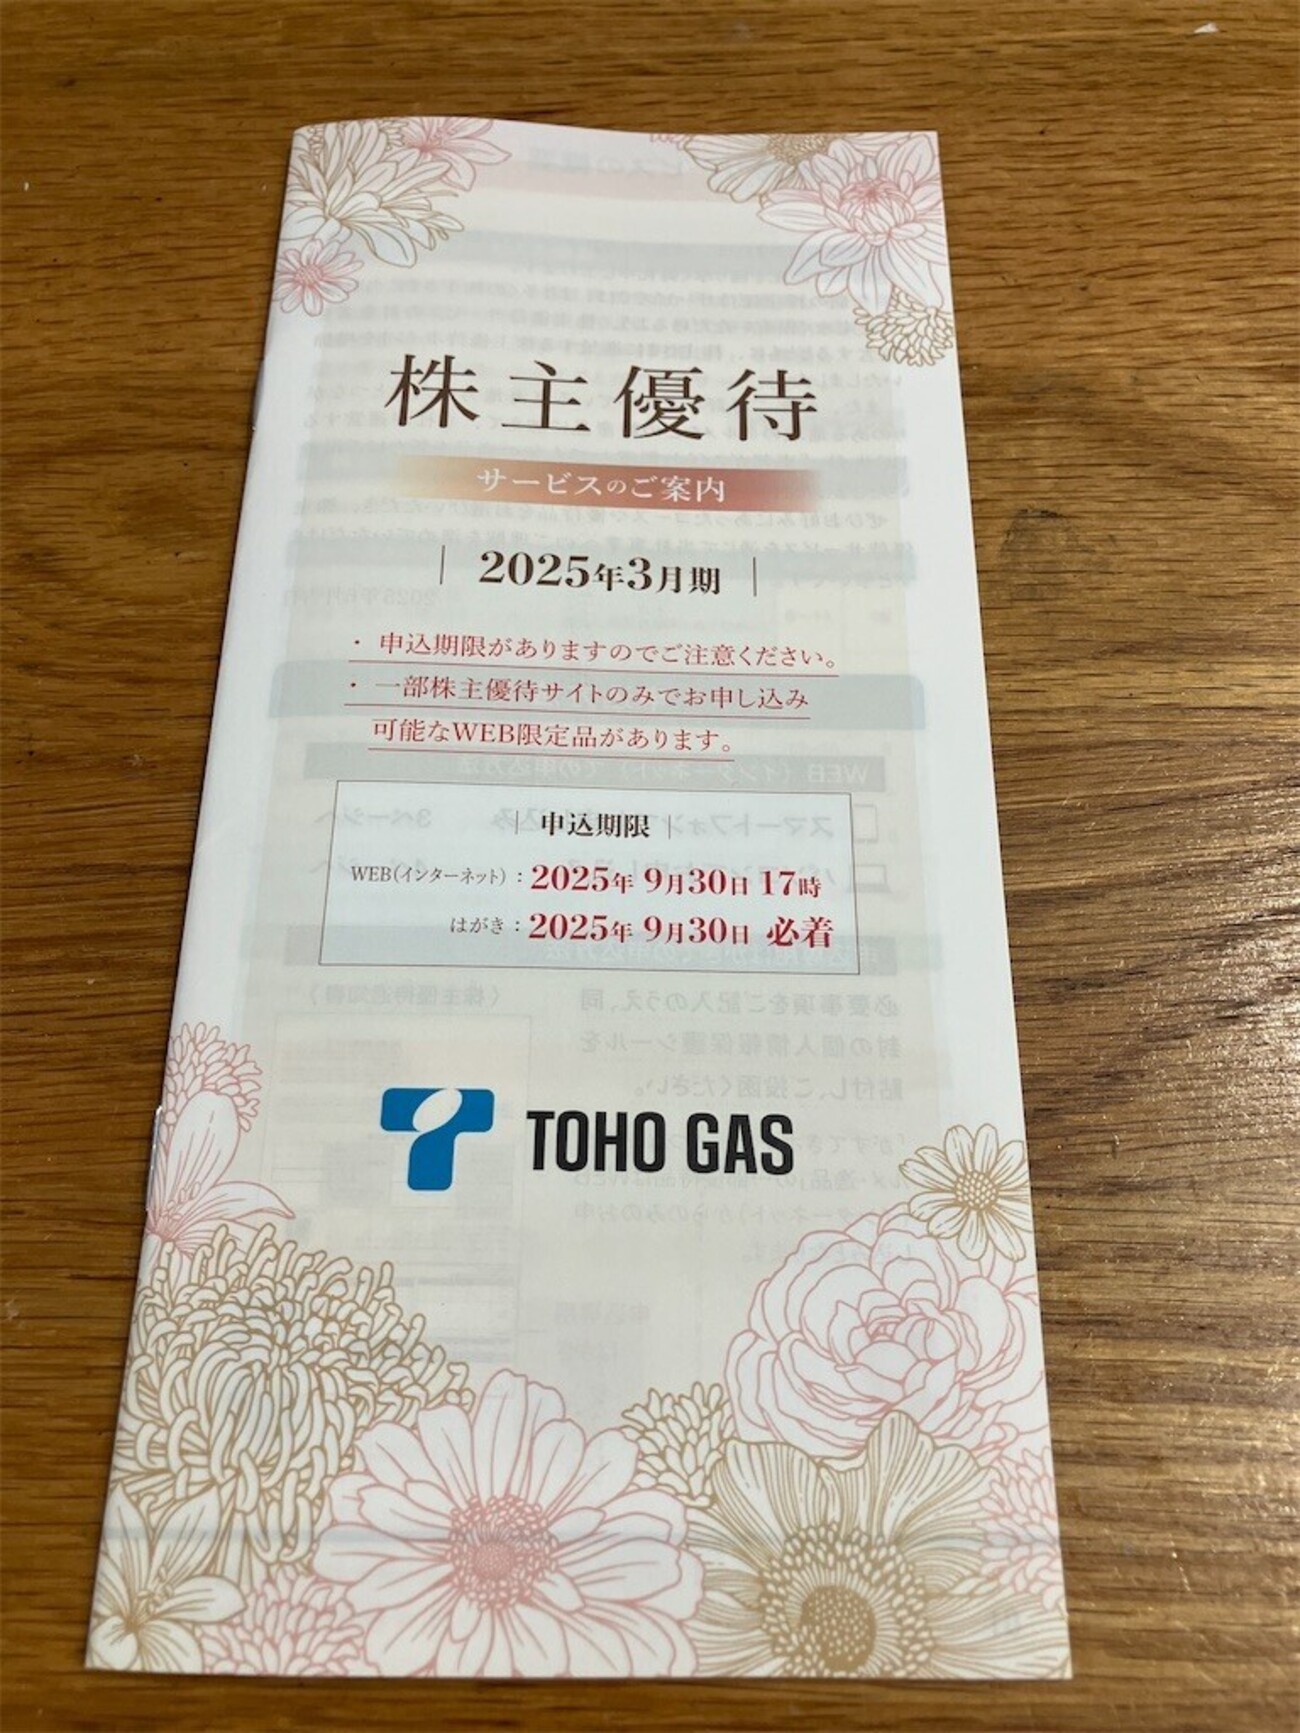 株主優待
サービスのご案内
2025年3月期
・ 申込期限がありますのでご注意ください。
・ 一部株主優待サイトのみでお申し込み
可能なWEB限定品があります。
申込期限
WEB(インターネット)：2025年 9月30日 17時
はがき：2025年 9月30日 必着
TOHO GAS